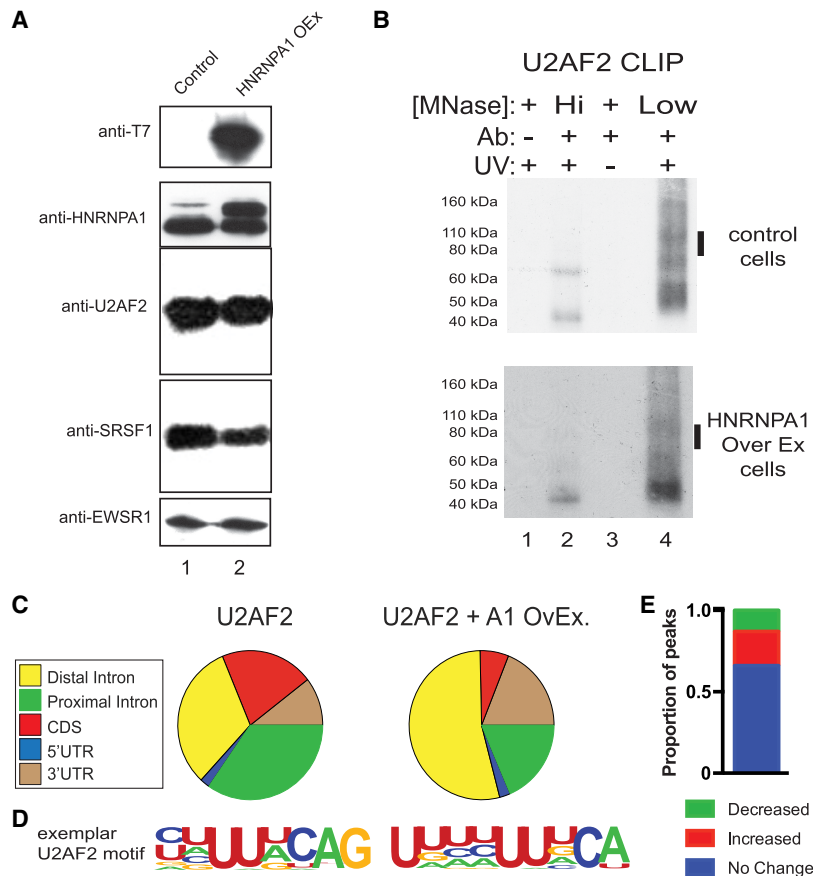 A
Control
HNRNPA1 OEx
anti-T7
anti-HNRNPA1
anti-U2AF2
anti-SRSF1
anti-EWSR1
1 2
B
U2AF2 CLIP
[MNase]: + Hi + Low
Ab: - + + +
UV: + + - +
160 kDa
110 kDa
80 kDa
60 kDa
50 kDa
40 kDa
control
cells
160 kDa
110 kDa
80 kDa
60 kDa
50 kDa
40 kDa
HNRNPA1
Over Ex
cells
1 2 3 4
C
U2AF2
U2AF2 + A1 OvEx.
Distal Intron
Proximal Intron
CDS
5'UTR
3'UTR
D
exemplar
U2AF2 motif
E
Proportion of peaks
1.0
0.5
0
Decreased
Increased
No Change